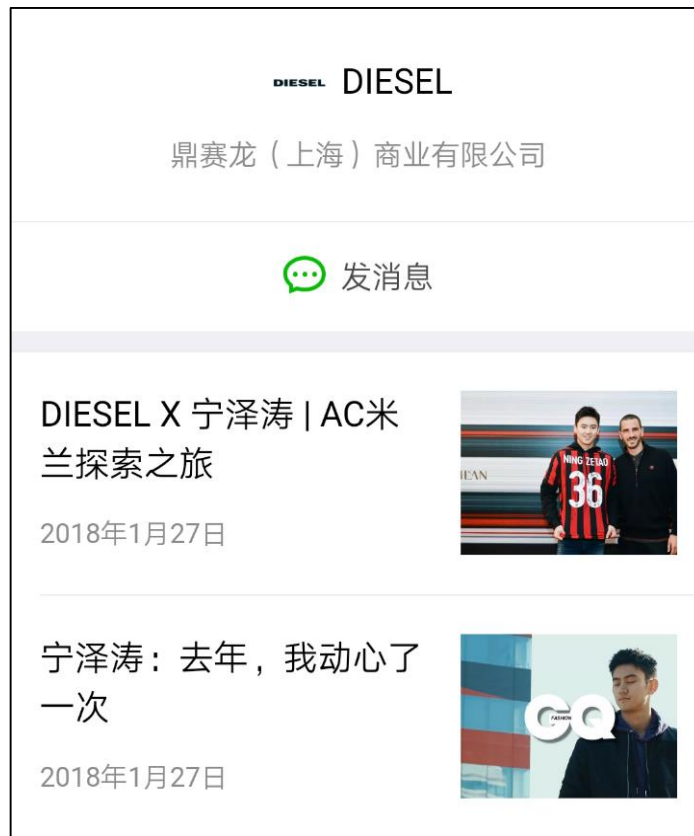 DIESEL DIESEL
鼎赛龙（上海）商业有限公司
发消息
DIESEL X 宁泽涛 | AC米
兰探索之旅
2018年1月27日
NING ZETAO
36
宁泽涛：去年，我动心了
一次
GQ
FASHION
2018年1月27日